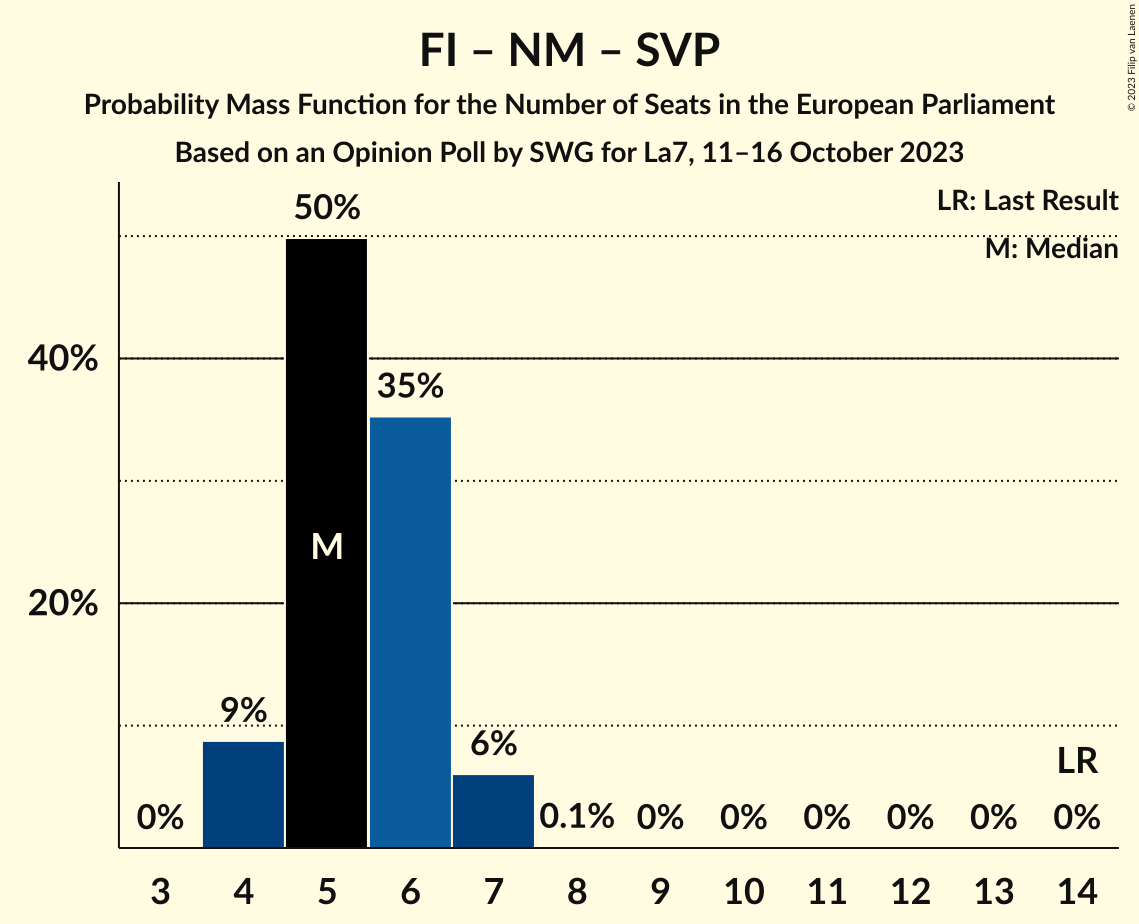 FI – NM – SVP
Probability Mass Function for the Number of Seats in the European Parliament
Based on an Opinion Poll by SWG for La7, 11–16 October 2023
© 2023 Filip van Laenen
LR: Last Result
M: Median
50%
40%
35%
M
20%
9%
6%
LR
0% 0.1% 0% 0% 0% 0% 0% 0%
3 4 5 6 7 8 9 10 11 12 13 14